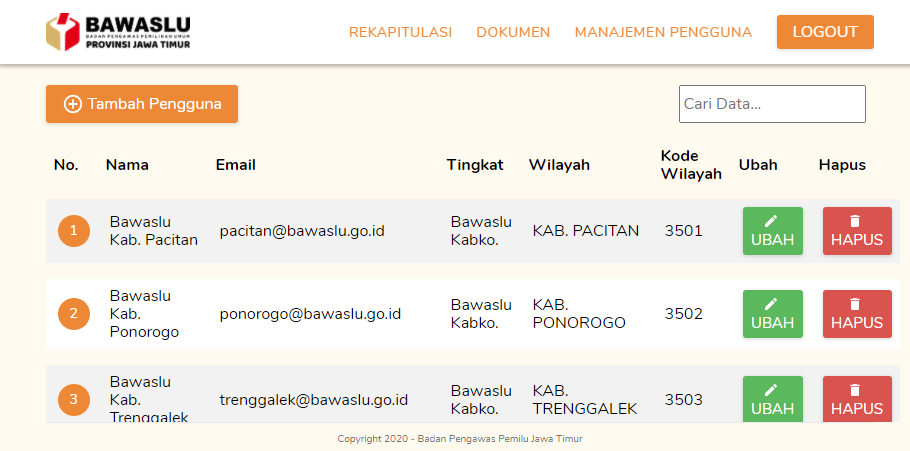 BAWASLU
BADAN PENGAWAS PEMILIHAN UMUM
PROVINSI JAWA TIMUR
REKAPITULASI DOKUMEN MANAJEMEN PENGGUNA LOGOUT
Tambah Pengguna
Cari Data...
No. Nama Email Tingkat Wilayah Kode Wilayah Ubah Hapus
1 Bawaslu Kab. Pacitan pacitan@bawaslu.go.id Bawaslu Kabko. KAB. PACITAN 3501 UBAH HAPUS
2 Bawaslu Kab. Ponorogo ponorogo@bawaslu.go.id Bawaslu Kabko. KAB. PONOROGO 3502 UBAH HAPUS
3 Bawaslu Kab. Trenggalek trenggalek@bawaslu.go.id Bawaslu Kabko. KAB. TRENGGALEK 3503 UBAH HAPUS
Copyright 2020 - Badan Pengawas Pemilu Jawa Timur